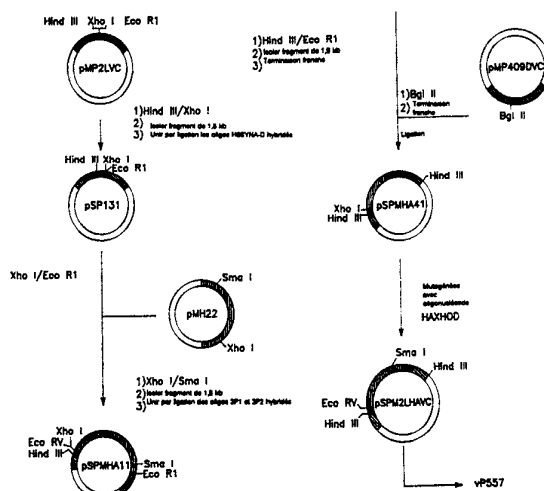 Hind III Xho I Eco R1
pMP2LVC
1) Hind III/Xho I
2) Isoler fragment de 1,8 kb
3) Unir par ligation les oligos HBSYNA-D hybridés
Hind III Xho I
Eco R1
pSP131
Xho I/Eco R1
Sma I
pMH22
Xho I
1) Xho I/Sma I
2) Isoler fragment de 1,8 kb
3) Unir par ligation des oligos 3P1 et 3P2 hybridés
Xho I
Eco RV
Hind III
pSPMHA11
Sma I
Eco R1
1) Hind III/Eco R1
2) Isoler fragment de 1,8 kb
3) Terminaison franche
pMP409DVC
Bgl II
1) Bgl II
2) Terminaison franche
Ligation
Hind III
pSPMHA41
Xho I
Hind III
Mutagénèse
avec
oligonucléotide
HAXHOD
Sma I
Hind III
Eco RV
pSPM2LHAVC
Hind III
vP557